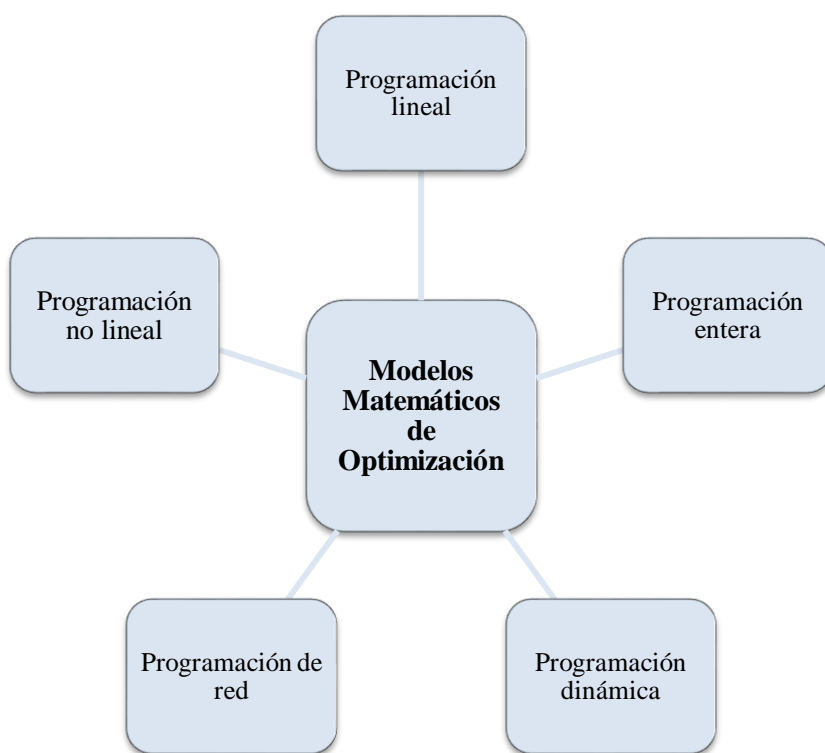 Programación
lineal
Programación
no lineal
Programación
entera
Modelos
Matemáticos
de
Optimización
Programación de
red
Programación
dinámica